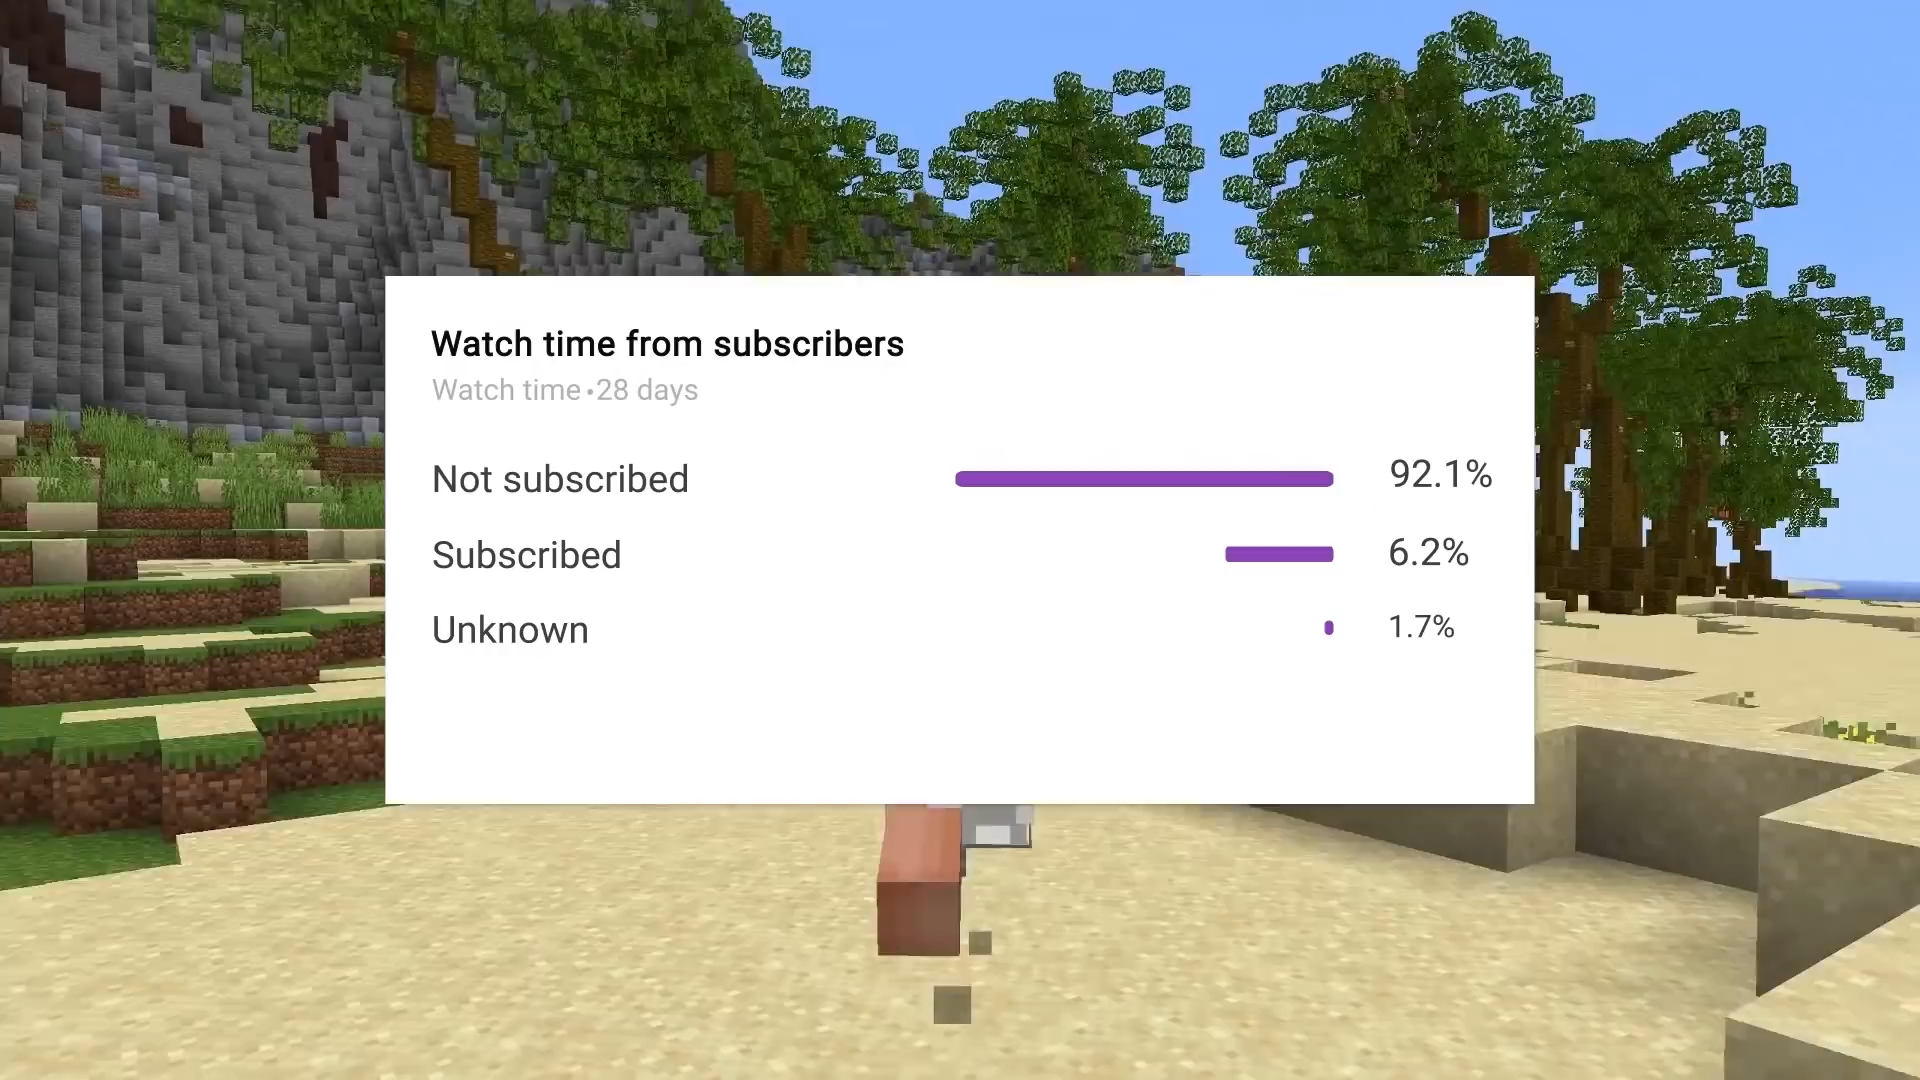 Watch time from subscribers
Watch time•28 days
Not subscribed 92.1%
Subscribed 6.2%
Unknown 1.7%